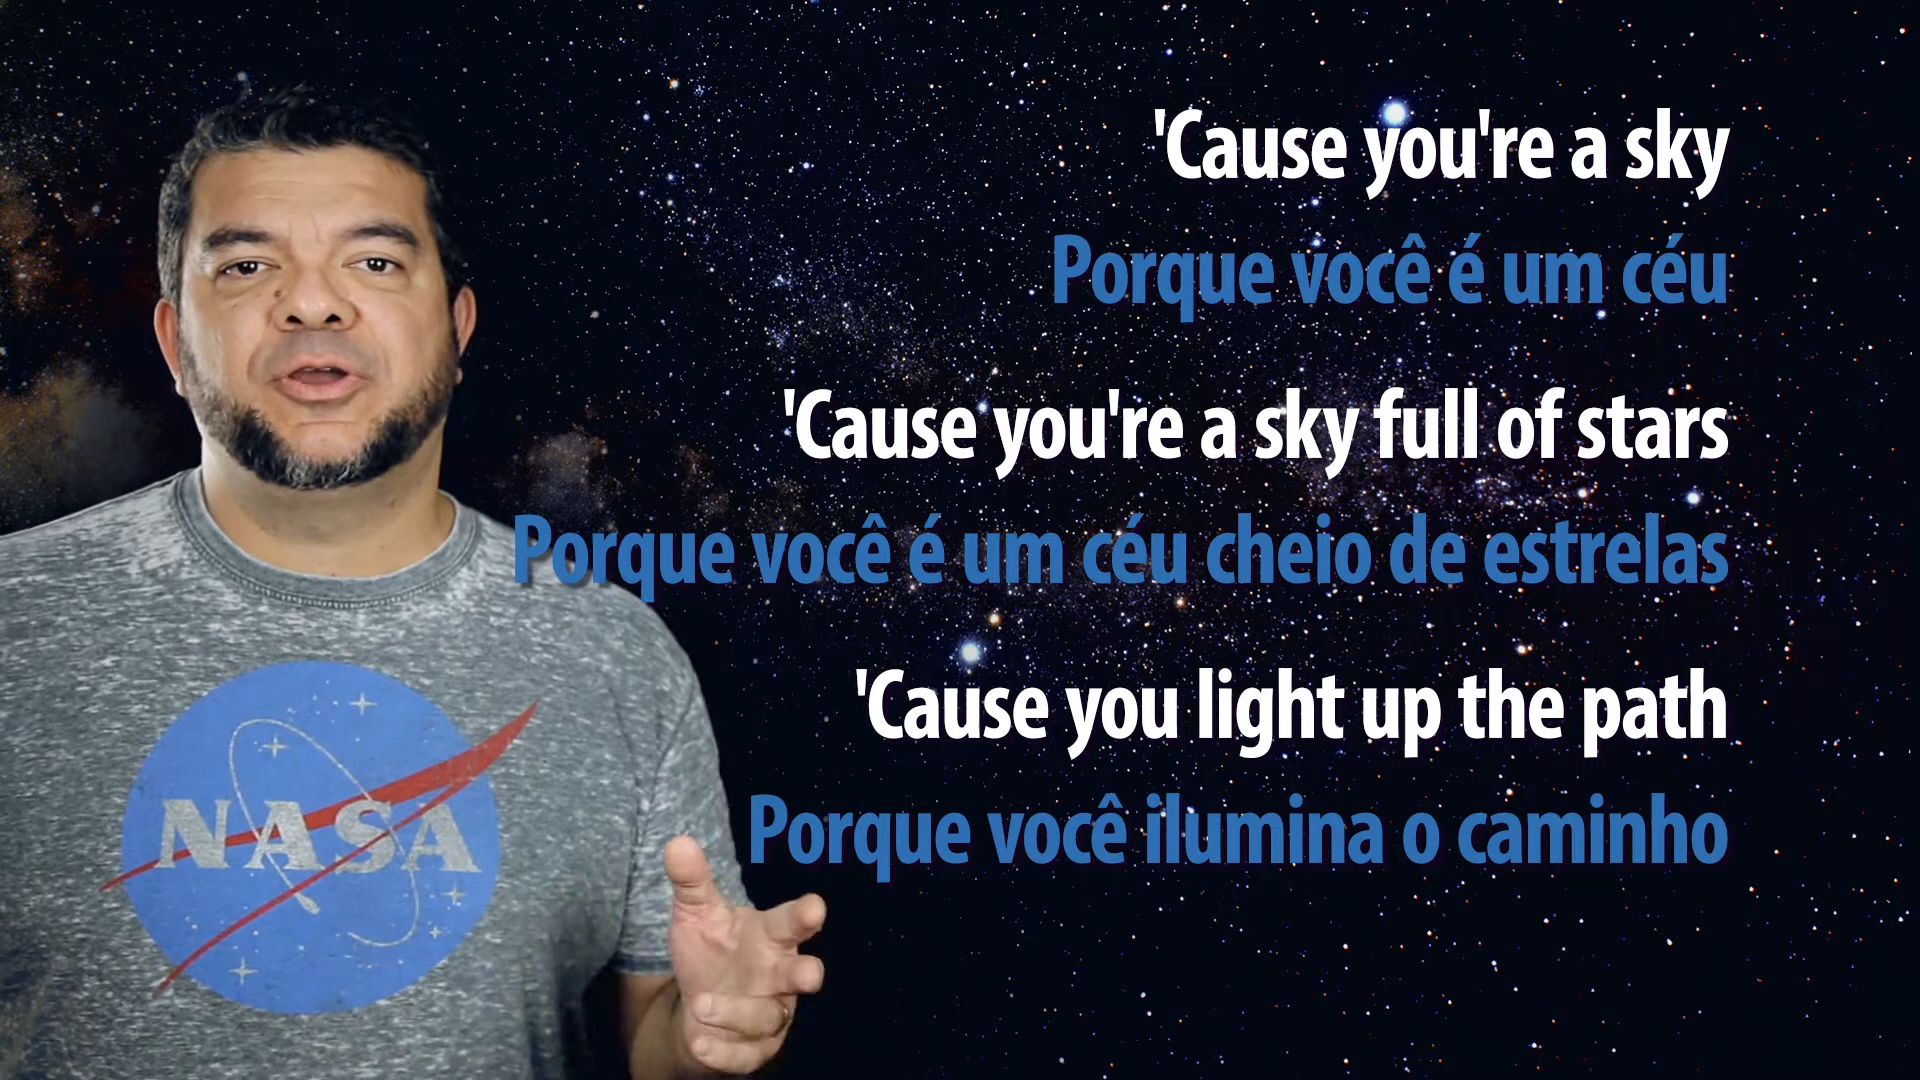 'Cause you're a sky
Porque você é um céu
'Cause you're a sky full of stars
Porque você é um céu cheio de estrelas
'Cause you light up the path
Porque você ilumina o caminho
NASA